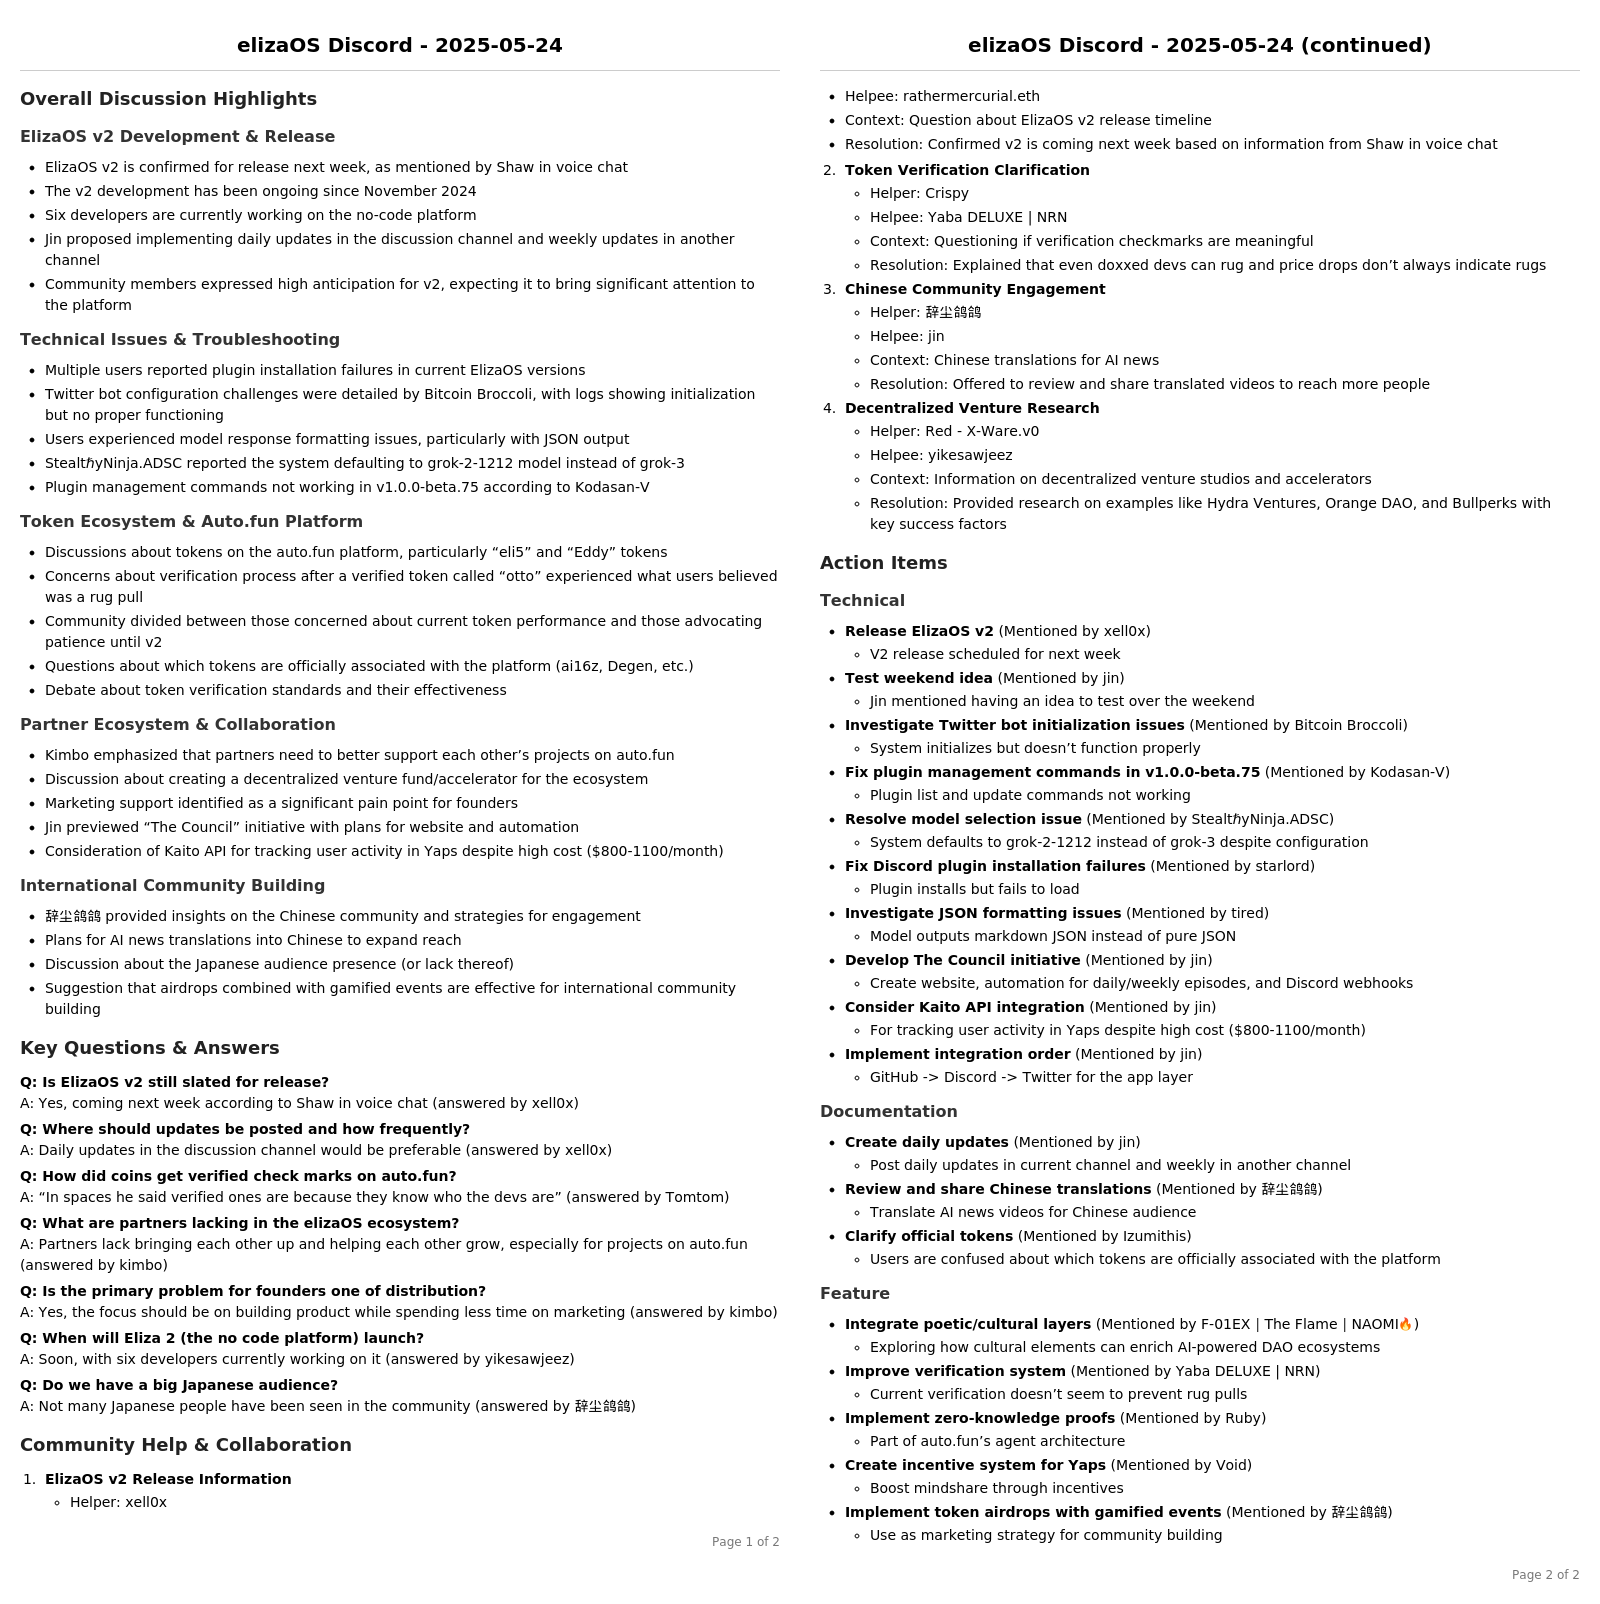 elizaOS Discord - 2025-05-24
Overall Discussion Highlights
ElizaOS v2 Development & Release
• ElizaOS v2 is confirmed for release next week, as mentioned by Shaw in voice chat
• The v2 development has been ongoing since November 2024
• Six developers are currently working on the no-code platform
• Jin proposed implementing daily updates in the discussion channel and weekly updates in another
channel
• Community members expressed high anticipation for v2, expecting it to bring significant attention to
the platform
Technical Issues & Troubleshooting
• Multiple users reported plugin installation failures in current ElizaOS versions
• Twitter bot configuration challenges were detailed by Bitcoin Broccoli, with logs showing initialization
but no proper functioning
• Users experienced model response formatting issues, particularly with JSON output
• StealtℏyNinja.ADSC reported the system defaulting to grok-2-1212 model instead of grok-3
• Plugin management commands not working in v1.0.0-beta.75 according to Kodasan-V
Token Ecosystem & Auto.fun Platform
• Discussions about tokens on the auto.fun platform, particularly “eli5” and “Eddy” tokens
• Concerns about verification process after a verified token called “otto” experienced what users believed
was a rug pull
• Community divided between those concerned about current token performance and those advocating
patience until v2
• Questions about which tokens are officially associated with the platform (ai16z, Degen, etc.)
• Debate about token verification standards and their effectiveness
Partner Ecosystem & Collaboration
• Kimbo emphasized that partners need to better support each other’s projects on auto.fun
• Discussion about creating a decentralized venture fund/accelerator for the ecosystem
• Marketing support identified as a significant pain point for founders
• Jin previewed “The Council” initiative with plans for website and automation
• Consideration of Kaito API for tracking user activity in Yaps despite high cost ($800-1100/month)
International Community Building
• 辞尘鸽鸽 provided insights on the Chinese community and strategies for engagement
• Plans for AI news translations into Chinese to expand reach
• Discussion about the Japanese audience presence (or lack thereof)
• Suggestion that airdrops combined with gamified events are effective for international community
building
Key Questions & Answers
Q: Is ElizaOS v2 still slated for release?
A: Yes, coming next week according to Shaw in voice chat (answered by xell0x)
Q: Where should updates be posted and how frequently?
A: Daily updates in the discussion channel would be preferable (answered by xell0x)
Q: How did coins get verified check marks on auto.fun?
A: “In spaces he said verified ones are because they know who the devs are” (answered by Tomtom)
Q: What are partners lacking in the elizaOS ecosystem?
A: Partners lack bringing each other up and helping each other grow, especially for projects on auto.fun
(answered by kimbo)
Q: Is the primary problem for founders one of distribution?
A: Yes, the focus should be on building product while spending less time on marketing (answered by kimbo)
Q: When will Eliza 2 (the no code platform) launch?
A: Soon, with six developers currently working on it (answered by yikesawjeez)
Q: Do we have a big Japanese audience?
A: Not many Japanese people have been seen in the community (answered by 辞尘鸽鸽)
Community Help & Collaboration
1. ElizaOS v2 Release Information
◦ Helper: xell0x
Page 1 of 2
elizaOS Discord - 2025-05-24 (continued)
• Helpee: rathermercurial.eth
• Context: Question about ElizaOS v2 release timeline
• Resolution: Confirmed v2 is coming next week based on information from Shaw in voice chat
2. Token Verification Clarification
◦ Helper: Crispy
◦ Helpee: Yaba DELUXE | NRN
◦ Context: Questioning if verification checkmarks are meaningful
◦ Resolution: Explained that even doxxed devs can rug and price drops don’t always indicate rugs
3. Chinese Community Engagement
◦ Helper: 辞尘鸽鸽
◦ Helpee: jin
◦ Context: Chinese translations for AI news
◦ Resolution: Offered to review and share translated videos to reach more people
4. Decentralized Venture Research
◦ Helper: Red - X-Ware.v0
◦ Helpee: yikesawjeez
◦ Context: Information on decentralized venture studios and accelerators
◦ Resolution: Provided research on examples like Hydra Ventures, Orange DAO, and Bullperks with
key success factors
Action Items
Technical
• Release ElizaOS v2 (Mentioned by xell0x)
◦ V2 release scheduled for next week
• Test weekend idea (Mentioned by jin)
◦ Jin mentioned having an idea to test over the weekend
• Investigate Twitter bot initialization issues (Mentioned by Bitcoin Broccoli)
◦ System initializes but doesn’t function properly
• Fix plugin management commands in v1.0.0-beta.75 (Mentioned by Kodasan-V)
◦ Plugin list and update commands not working
• Resolve model selection issue (Mentioned by StealtℏyNinja.ADSC)
◦ System defaults to grok-2-1212 instead of grok-3 despite configuration
• Fix Discord plugin installation failures (Mentioned by starlord)
◦ Plugin installs but fails to load
• Investigate JSON formatting issues (Mentioned by tired)
◦ Model outputs markdown JSON instead of pure JSON
• Develop The Council initiative (Mentioned by jin)
◦ Create website, automation for daily/weekly episodes, and Discord webhooks
• Consider Kaito API integration (Mentioned by jin)
◦ For tracking user activity in Yaps despite high cost ($800-1100/month)
• Implement integration order (Mentioned by jin)
◦ GitHub -> Discord -> Twitter for the app layer
Documentation
• Create daily updates (Mentioned by jin)
◦ Post daily updates in current channel and weekly in another channel
• Review and share Chinese translations (Mentioned by 辞尘鸽鸽)
◦ Translate AI news videos for Chinese audience
• Clarify official tokens (Mentioned by Izumithis)
◦ Users are confused about which tokens are officially associated with the platform
Feature
• Integrate poetic/cultural layers (Mentioned by F-01EX | The Flame | NAOMI🔥)
◦ Exploring how cultural elements can enrich AI-powered DAO ecosystems
• Improve verification system (Mentioned by Yaba DELUXE | NRN)
◦ Current verification doesn’t seem to prevent rug pulls
• Implement zero-knowledge proofs (Mentioned by Ruby)
◦ Part of auto.fun’s agent architecture
• Create incentive system for Yaps (Mentioned by Void)
◦ Boost mindshare through incentives
• Implement token airdrops with gamified events (Mentioned by 辞尘鸽鸽)
◦ Use as marketing strategy for community building
Page 2 of 2